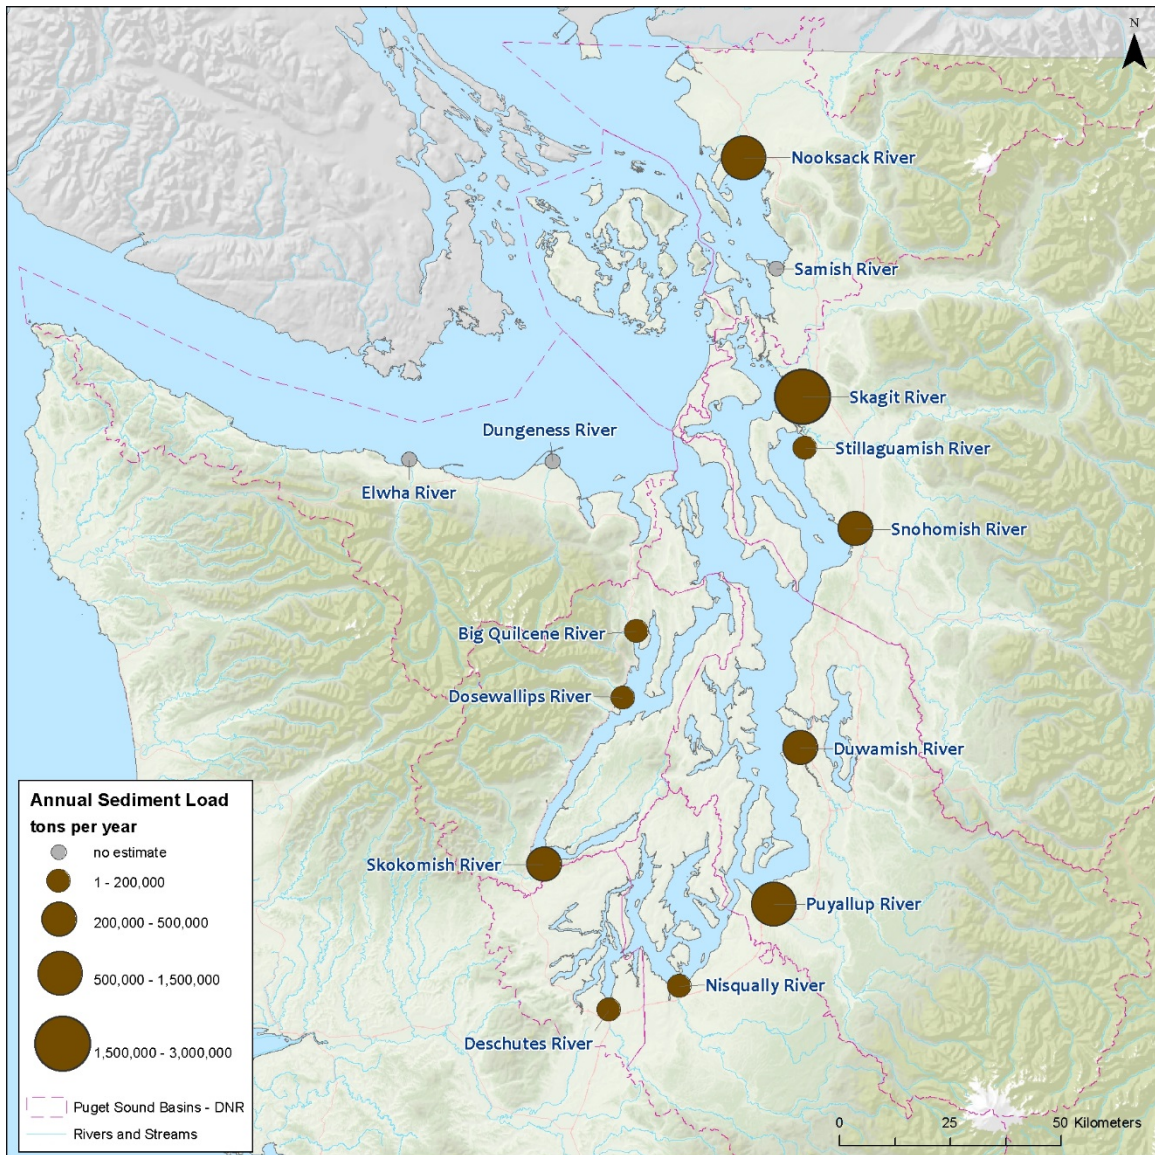 N
Nooksack River
Samish River
Skagit River
Dungeness River
Stillaguamish River
Elwha River
Snohomish River
Big Quilcene River
Dosewallips River
Duwamish River
Skokomish River
Puyallup River
Nisqually River
Deschutes River
Annual Sediment Load
tons per year
no estimate
1 - 200,000
200,000 - 500,000
500,000 - 1,500,000
1,500,000 - 3,000,000
Puget Sound Basins - DNR
Rivers and Streams
0 25 50 Kilometers